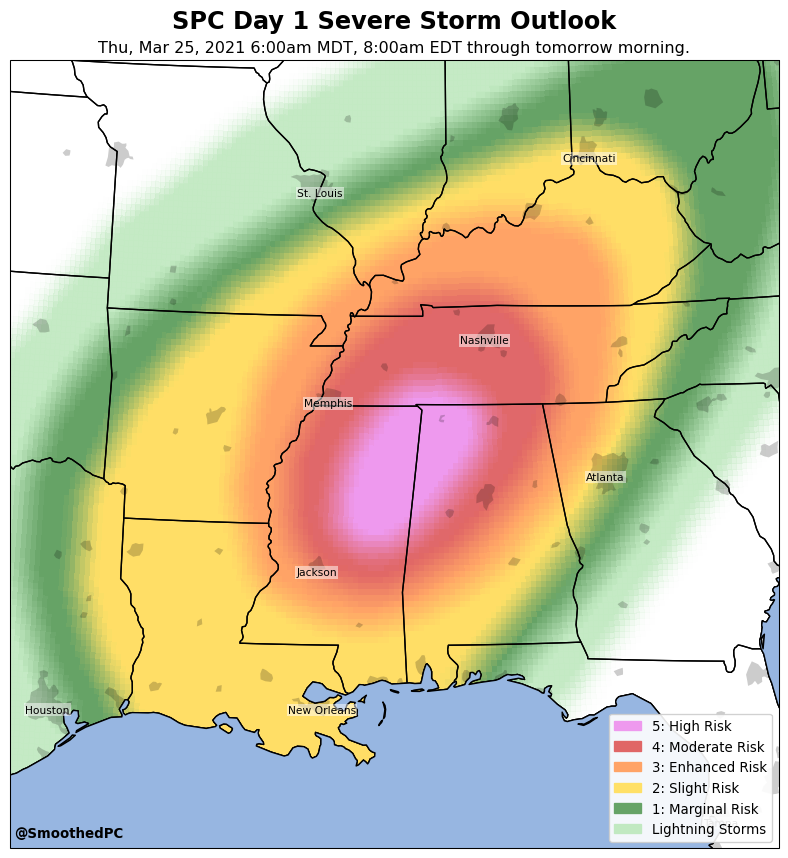 SPC Day 1 Severe Storm Outlook
Thu, Mar 25, 2021 6:00am MDT, 8:00am EDT through tomorrow morning.
Cincinnati
St. Louis
Nashville
Memphis
Atlanta
Jackson
Houston
New Orleans
5: High Risk
4: Moderate Risk
3: Enhanced Risk
2: Slight Risk
1: Marginal Risk
Lightning Storms
@SmoothedPC